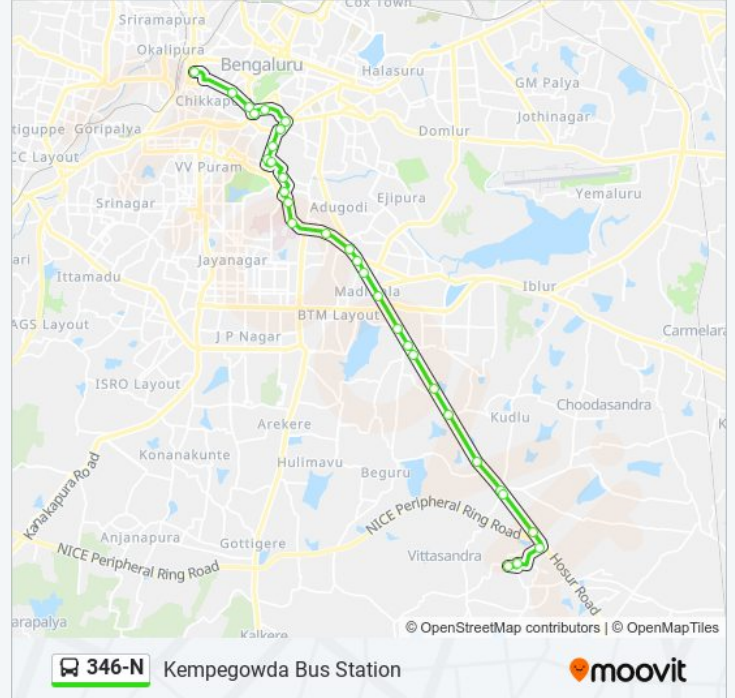 Cox Town
Sriramapura
Okalipura
Bengaluru
Halasuru
GM Palya
Chikkap
Jothinagar
tiguppe Goripalya
Domlur
CC Layout
VV Puram
Yemaluru
Srinagar
Adugodi
Ejipura
ari
Jayanagar
Ittamadu
Iblur
Madi ala
BTM Layout
AGS Layout
J P Nagar
Carmelara
ISRO Layout
Choodasandra
Kudlu
Arekere
K
Konanakunte
Hulimavu
Beguru
Kanakapura Road
NICE Peripheral Ring Road
Anjanapura
Gottigere
Vittasandra
NICE Peripheral Ring Road
Hosur Road
arapalya
Kalkere
© OpenStreetMap contributors | © OpenMapTiles
346-N Kempegowda Bus Station
moovit